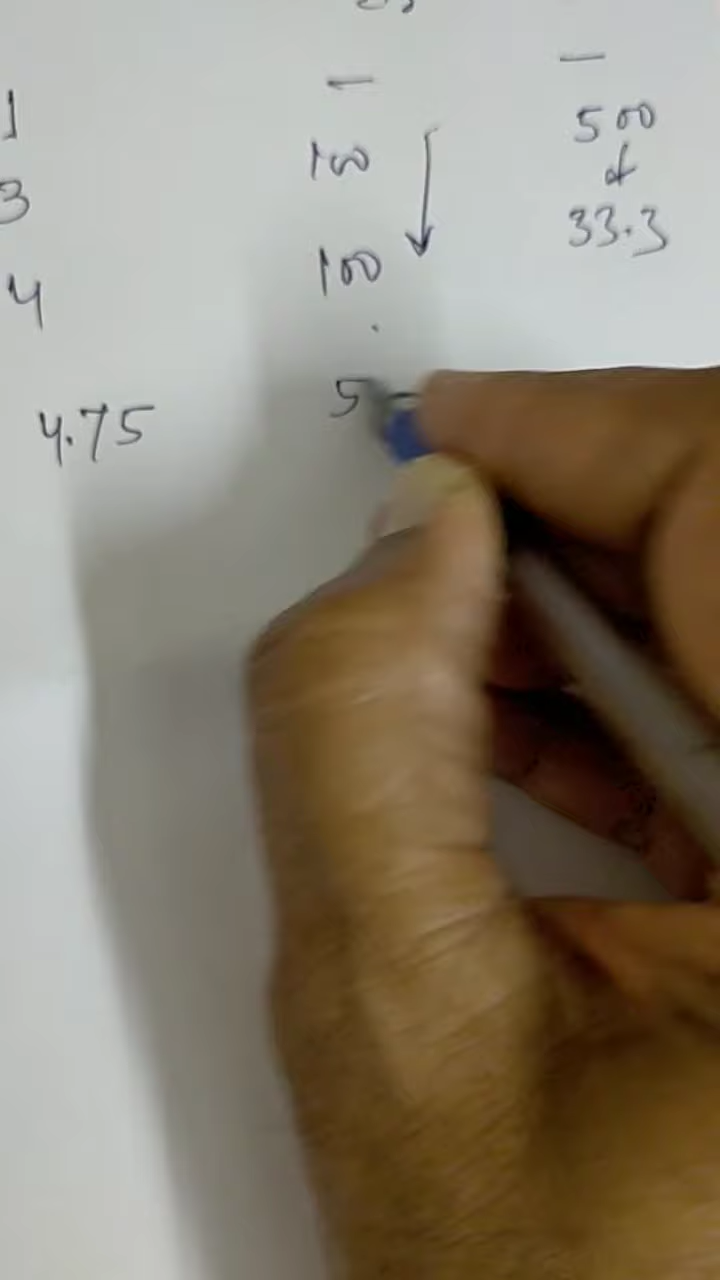 — —
1 100 500
↓
3 100 33.3
4 .
4.75 5